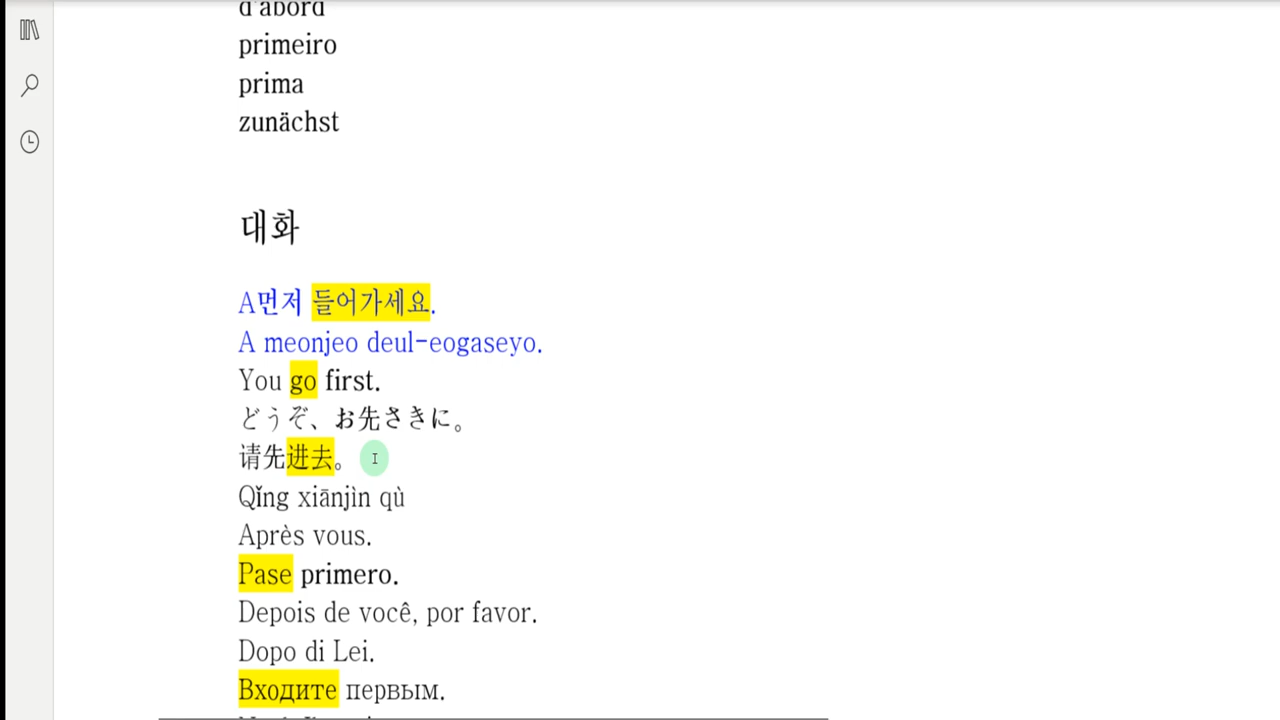 d'abord
primeiro
prima
zunächst
대화
A먼저 들어가세요.
A meonjeo deul-eogaseyo.
You go first.
どうぞ、お先さきに。
请先进去。
Qǐng xiānjìn qù
Après vous.
Pase primero.
Depois de você, por favor.
Dopo di Lei.
Входите первым.